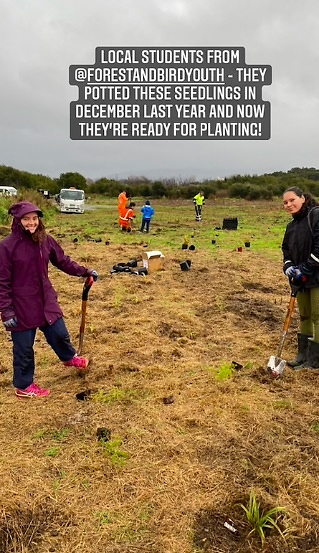 LOCAL STUDENTS FROM
@FORESTANDBIRDYOUTH - THEY
POTTED THESE SEEDLINGS IN
DECEMBER LAST YEAR AND NOW
THEY'RE READY FOR PLANTING!